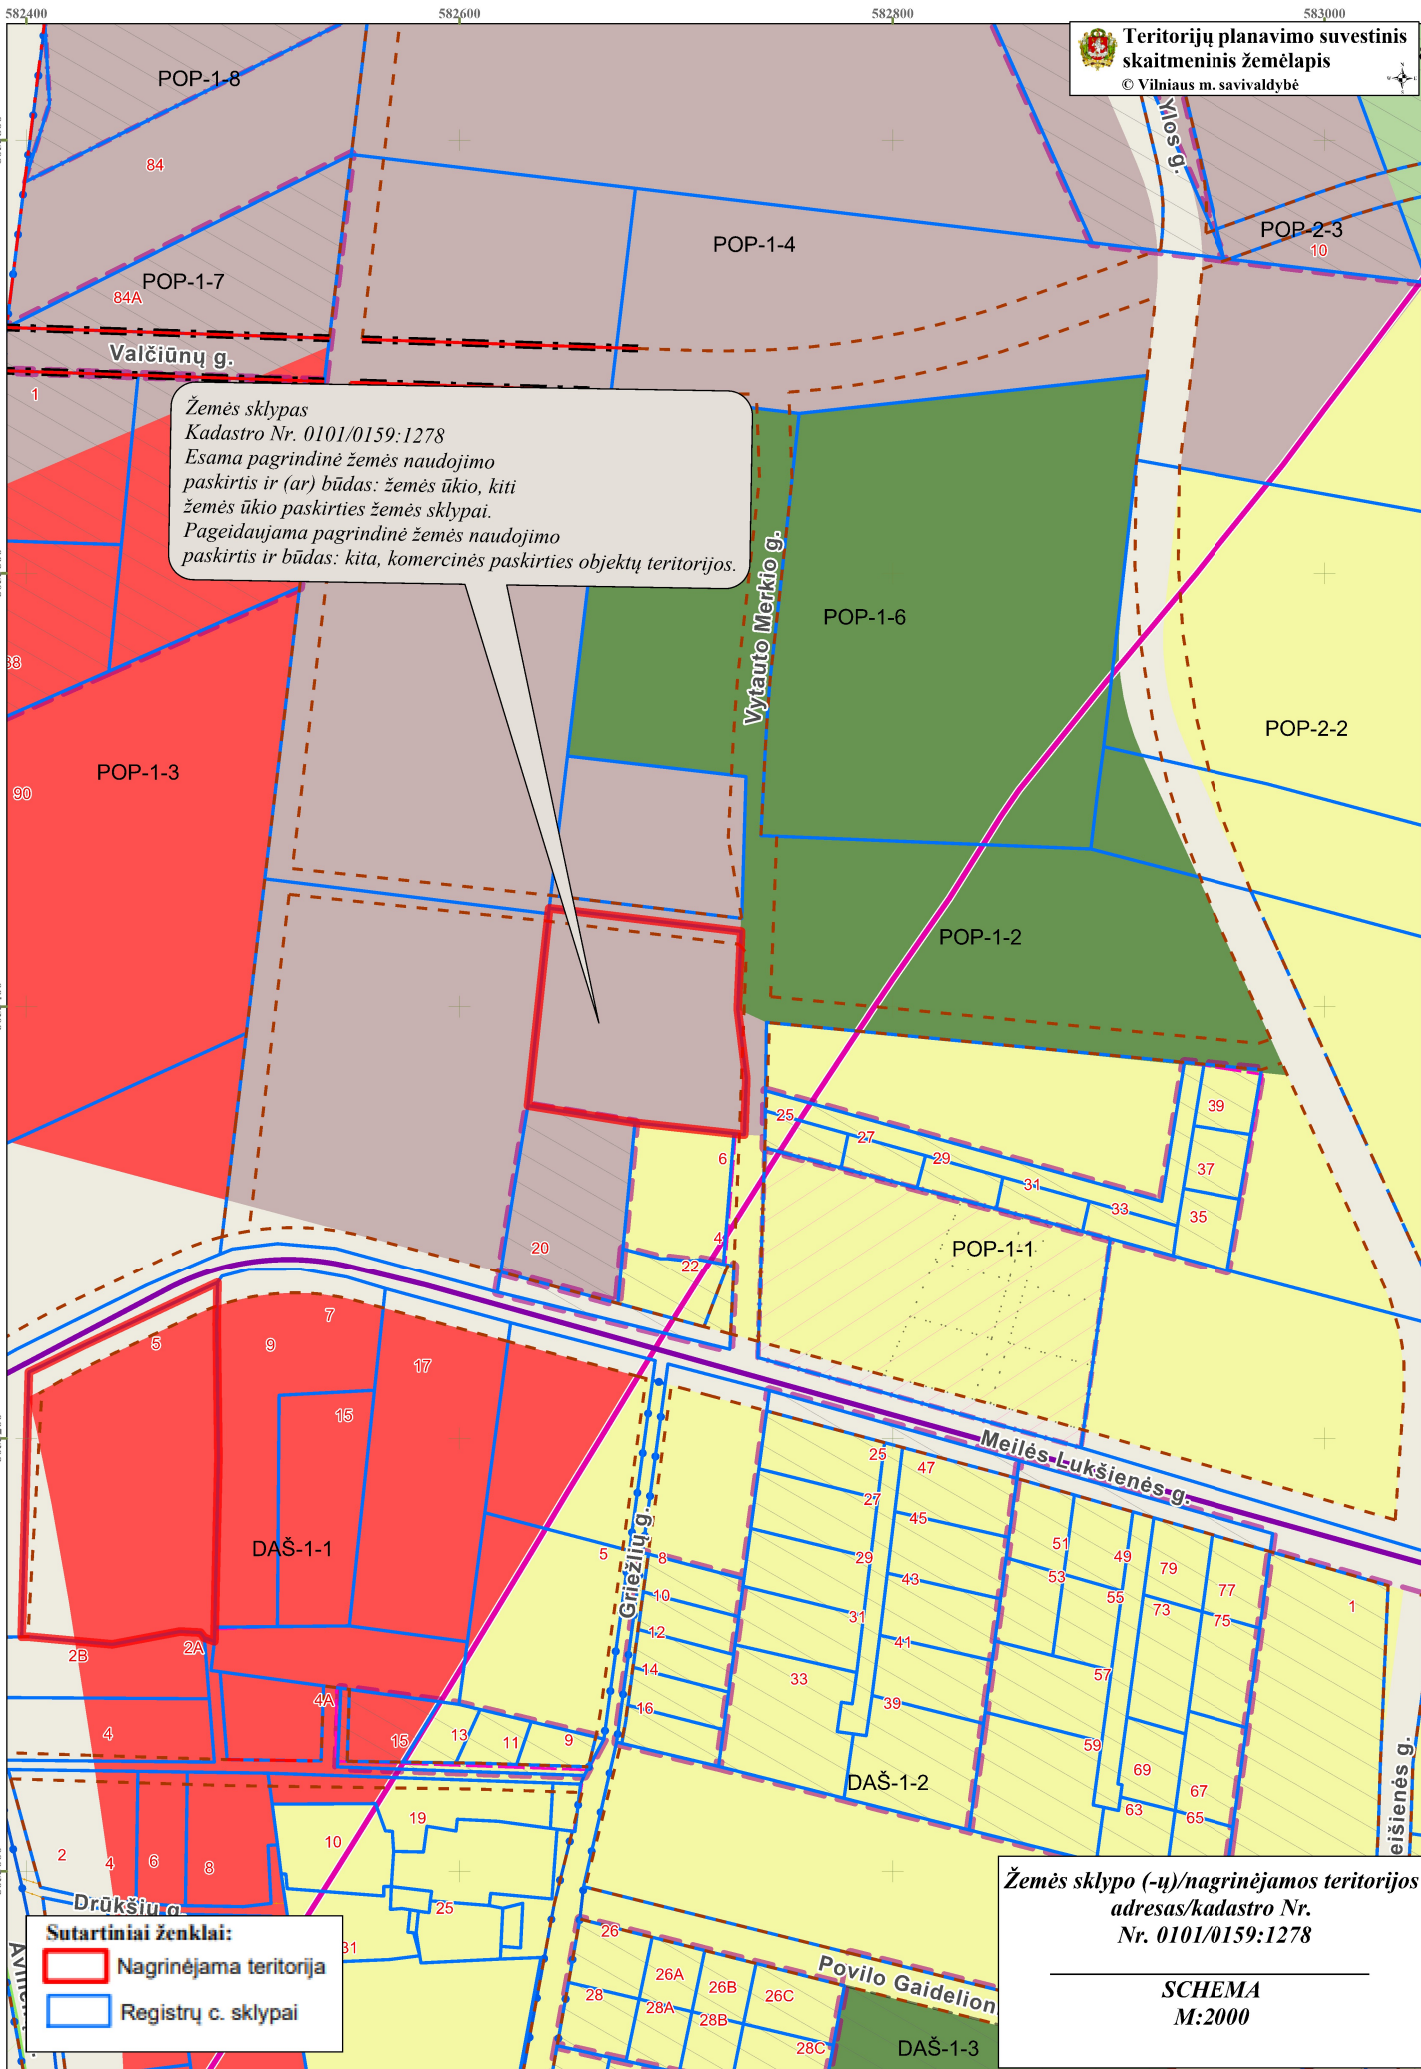 582400
582600
582800
583000
Teritorijų planavimo suvestinis
skaitmeninis žemėlapis
© Vilniaus m. savivaldybė
POP-1-8
84
Ylos g.
POP-1-4
POP-2-3
10
POP-1-7
84A
Valčiūnų g.
1
Žemės sklypas
Kadastro Nr. 0101/0159:1278
Esama pagrindinė žemės naudojimo
paskirtis ir (ar) būdas: žemės ūkio, kiti
žemės ūkio paskirties žemės sklypai.
Pageidaujama pagrindinė žemės naudojimo
paskirtis ir būdas: kita, komercinės paskirties objektų teritorijos.
Vytauto Merkio g.
POP-1-6
POP-2-2
POP-1-3
90
POP-1-2
25
27
29
31
33
39
37
35
6
4
20
22
POP-1-1
5
9
7
17
15
DAŠ-1-1
Meilės Lukšienės g.
Griežlių g.
5
8
10
12
14
16
25
27
29
31
33
47
45
43
41
39
51
53
49
55
57
59
79
73
77
75
69
63
67
65
1
2B
2A
4
4A
15
13
11
9
DAŠ-1-2
eišienės g.
2
4
6
8
10
19
25
31
Drūkšių g.
26
28
26A
28A
26B
28B
26C
28C
Povilo Gaidelion
DAŠ-1-3
Sutartiniai ženklai:
Nagrinėjama teritorija
Registrų c. sklypai
Žemės sklypo (-ų)/nagrinėjamos teritorijos
adresas/kadastro Nr.
Nr. 0101/0159:1278
SCHEMA
M:2000